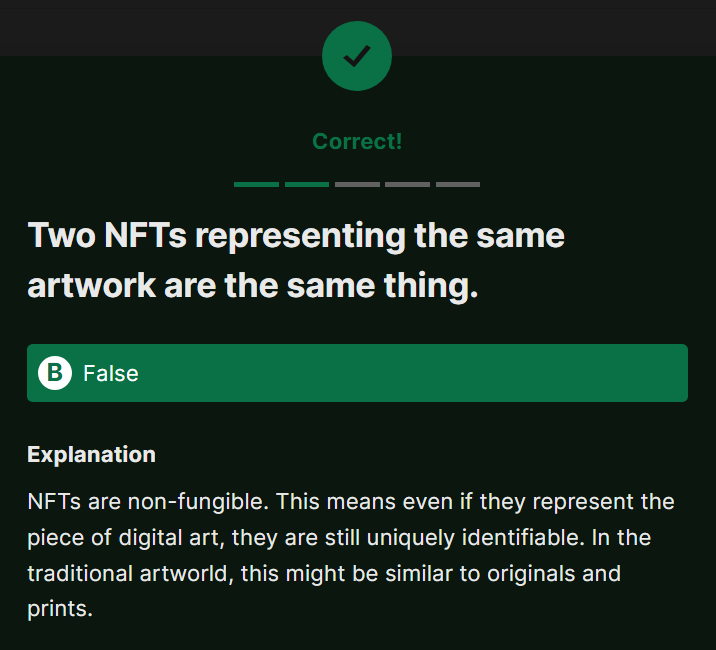 Correct!
Two NFTs representing the same
artwork are the same thing.
B False
Explanation
NFTs are non-fungible. This means even if they represent the
piece of digital art, they are still uniquely identifiable. In the
traditional artworld, this might be similar to originals and
prints.